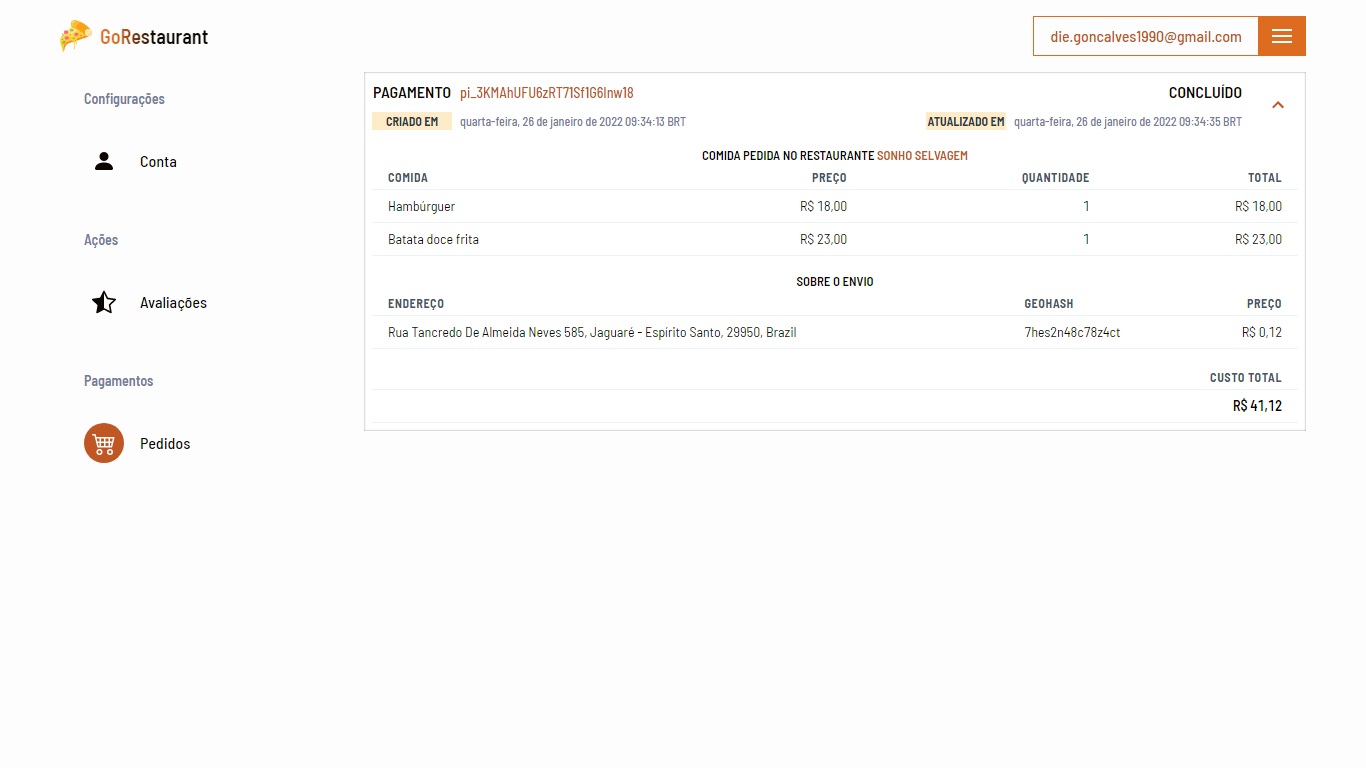 GoRestaurant
die.goncalves1990@gmail.com
Configurações
Conta
Ações
Avaliações
Pagamentos
Pedidos
PAGAMENTO pi_3KMAhUFU6zRT71Sf1G6Inw18 CONCLUÍDO
CRIADO EM quarta-feira, 26 de janeiro de 2022 09:34:13 BRT ATUALIZADO EM quarta-feira, 26 de janeiro de 2022 09:34:35 BRT
COMIDA PEDIDA NO RESTAURANTE SONHO SELVAGEM
COMIDA PREÇO QUANTIDADE TOTAL
Hambúrguer R$ 18,00 1 R$ 18,00
Batata doce frita R$ 23,00 1 R$ 23,00
SOBRE O ENVIO
ENDEREÇO GEOHASH PREÇO
Rua Tancredo De Almeida Neves 585, Jaguaré - Espírito Santo, 29950, Brazil 7hes2n48c78z4ct R$ 0,12
CUSTO TOTAL
R$ 41,12